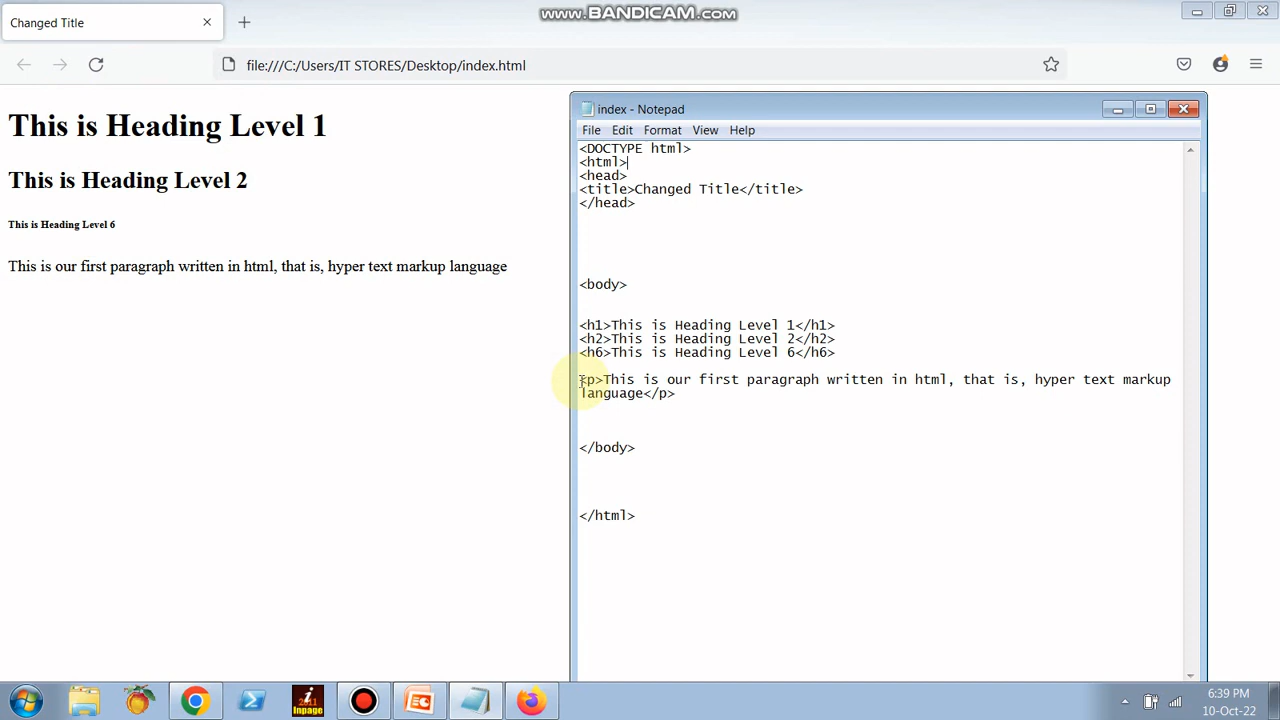 Changed Title
www.BANDICAM.com
file:///C:/Users/IT STORES/Desktop/index.html
This is Heading Level 1
This is Heading Level 2
This is Heading Level 6
This is our first paragraph written in html, that is, hyper text markup language
index - Notepad
File Edit Format View Help
<DOCTYPE html>
<html>
<head>
<title>Changed Title</title>
</head>
<body>
<h1>This is Heading Level 1</h1>
<h2>This is Heading Level 2</h2>
<h6>This is Heading Level 6</h6>
<p>This is our first paragraph written in html, that is, hyper text markup
language</p>
</body>
</html>
2011
Inpage
6:39 PM
10-Oct-22